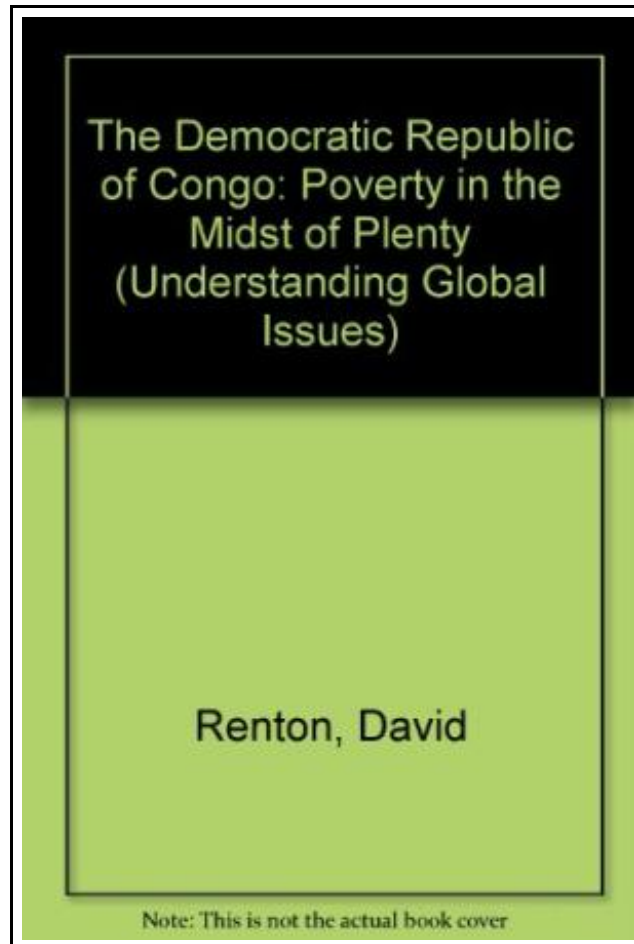 The Democratic Republic
of Congo: Poverty in the
Midst of Plenty
(Understanding Global
Issues)
Renton, David
Note: This is not the actual book cover